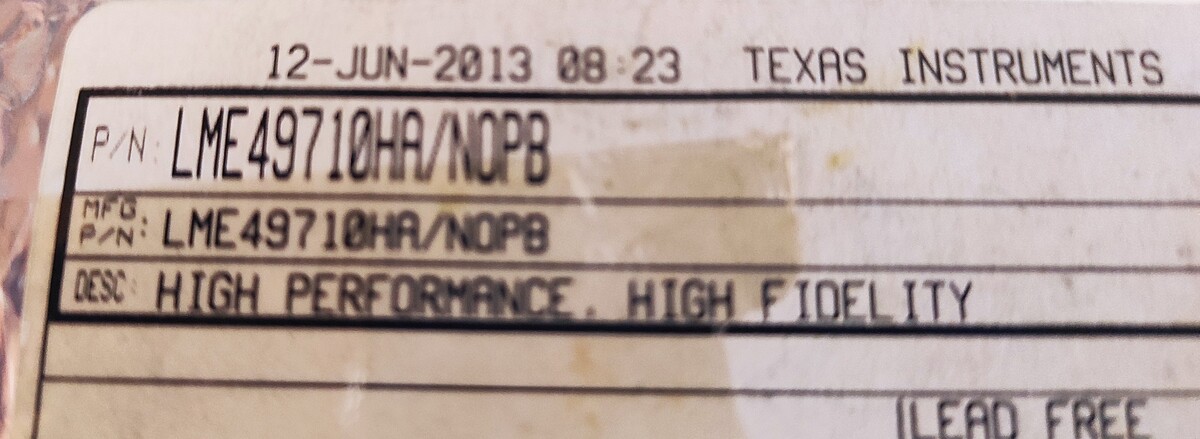 12-JUN-2013 08:23 TEXAS INSTRUMENTS
P/N: LME49710HA/NOPB
MFG. P/N: LME49710HA/NOPB
DESC: HIGH PERFORMANCE, HIGH FIDELITY
LEAD FREE